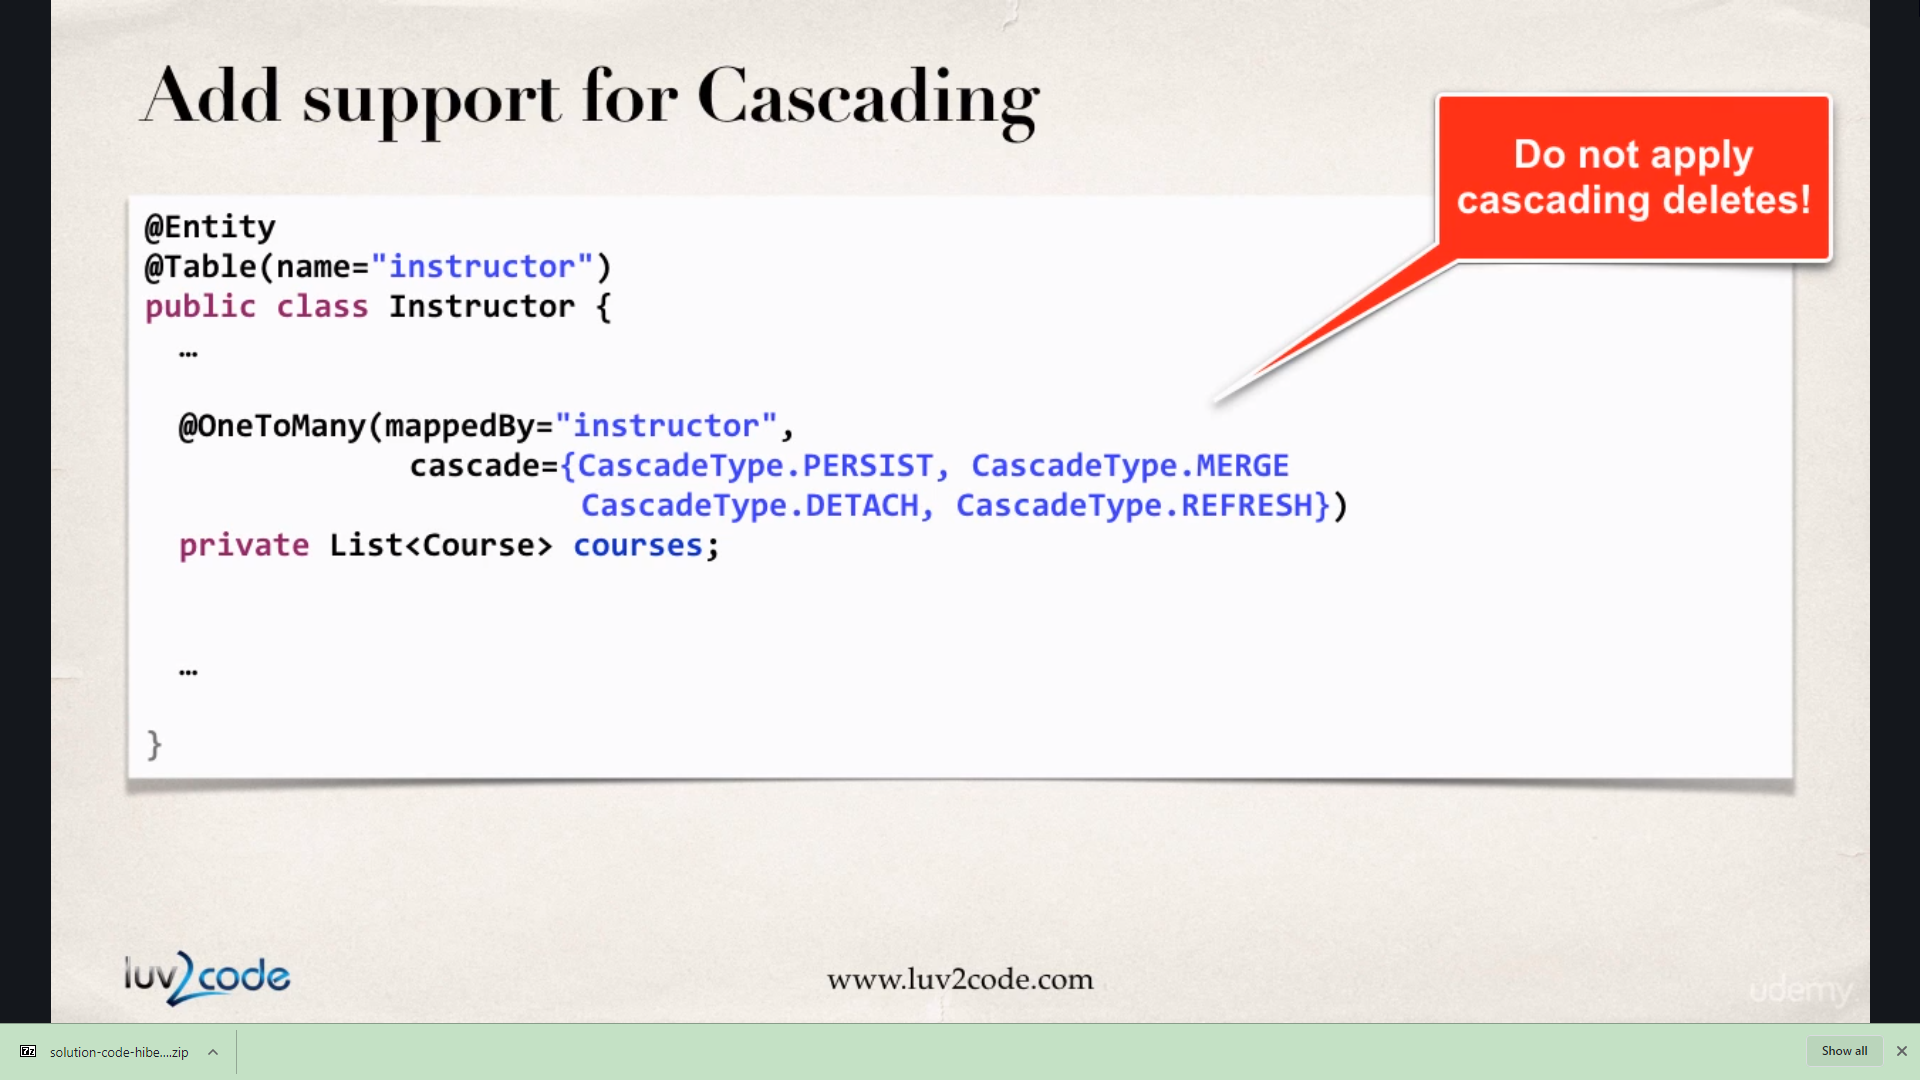 Add support for Cascading
Do not apply
cascading deletes!
@Entity
@Table(name="instructor")
public class Instructor {
…
@OneToMany(mappedBy="instructor",
cascade={CascadeType.PERSIST, CascadeType.MERGE
CascadeType.DETACH, CascadeType.REFRESH})
private List<Course> courses;
…
}
luv2code
www.luv2code.com
udemy
solution-code-hibe....zip
Show all